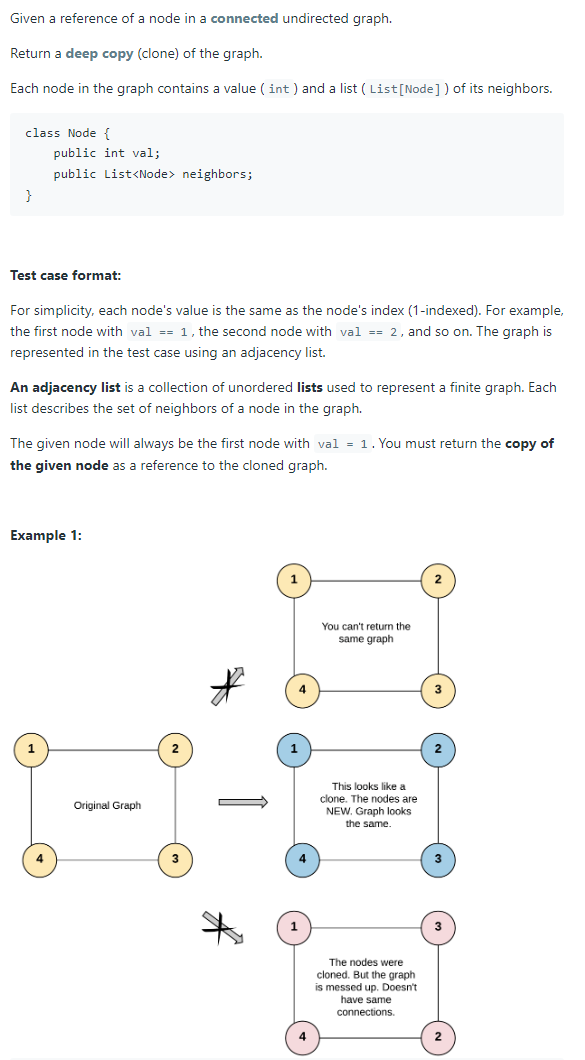 Given a reference of a node in a connected undirected graph.
Return a deep copy (clone) of the graph.
Each node in the graph contains a value ( int ) and a list ( List[Node] ) of its neighbors.
class Node {
    public int val;
    public List<Node> neighbors;
}
Test case format:
For simplicity, each node's value is the same as the node's index (1-indexed). For example,
the first node with val == 1 , the second node with val == 2 , and so on. The graph is
represented in the test case using an adjacency list.
An adjacency list is a collection of unordered lists used to represent a finite graph. Each
list describes the set of neighbors of a node in the graph.
The given node will always be the first node with val = 1 . You must return the copy of
the given node as a reference to the cloned graph.
Example 1:
1
2
You can't return the
same graph
4
3
1
2
Original Graph
4
3
1
2
This looks like a
clone. The nodes are
NEW. Graph looks
the same.
4
3
1
3
The nodes were
cloned. But the graph
is messed up. Doesn't
have same
connections.
4
2